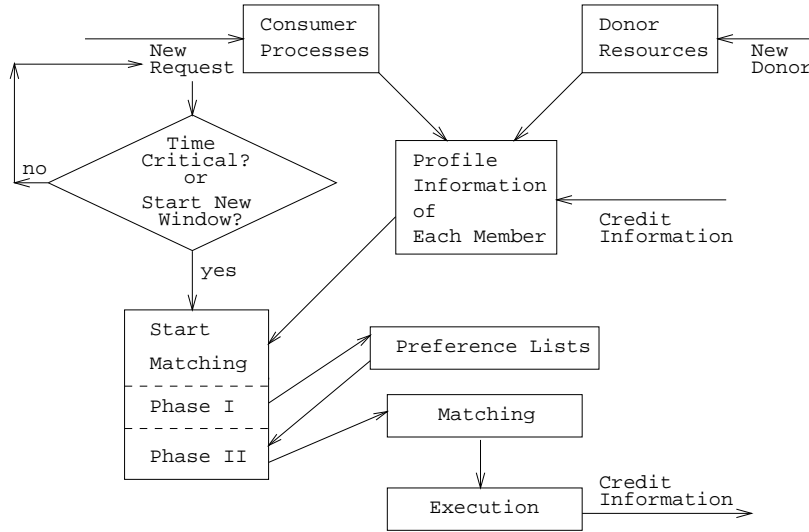 Consumer
Processes
Donor
Resources
New
Request
New
Donor
Time
Critical?
or
Start New
Window?
no
yes
Profile
Information
of
Each Member
Credit
Information
Start
Matching
Phase I
Phase II
Preference Lists
Matching
Execution
Credit
Information